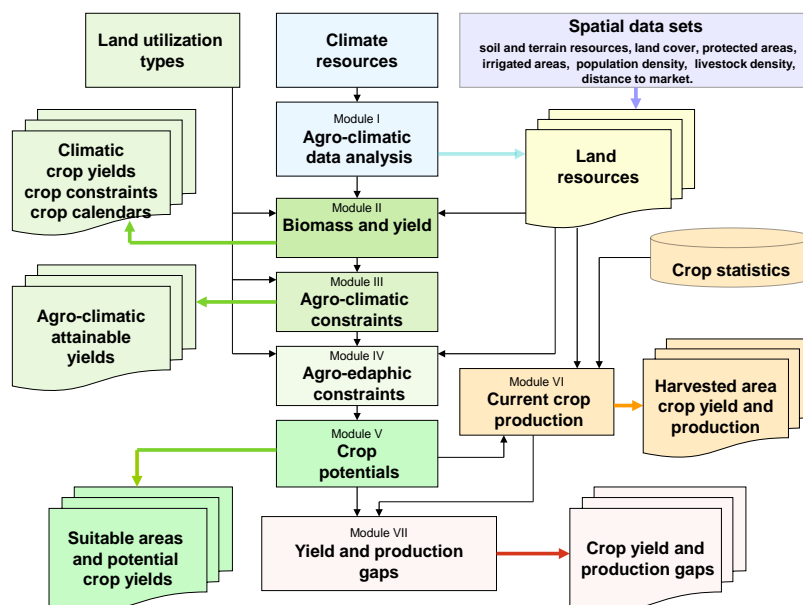 Land utilization
types
Climate
resources
Spatial data sets
soil and terrain resources, land cover, protected areas,
irrigated areas, population density, livestock density,
distance to market.
Module I
Agro-climatic
data analysis
Climatic
crop yields
crop constraints
crop calendars
Land
resources
Module II
Biomass and yield
Crop statistics
Module III
Agro-climatic
constraints
Agro-climatic
attainable
yields
Module IV
Agro-edaphic
constraints
Module VI
Current crop
production
Harvested area
crop yield and
production
Module V
Crop
potentials
Suitable areas
and potential
crop yields
Module VII
Yield and production
gaps
Crop yield and
production gaps